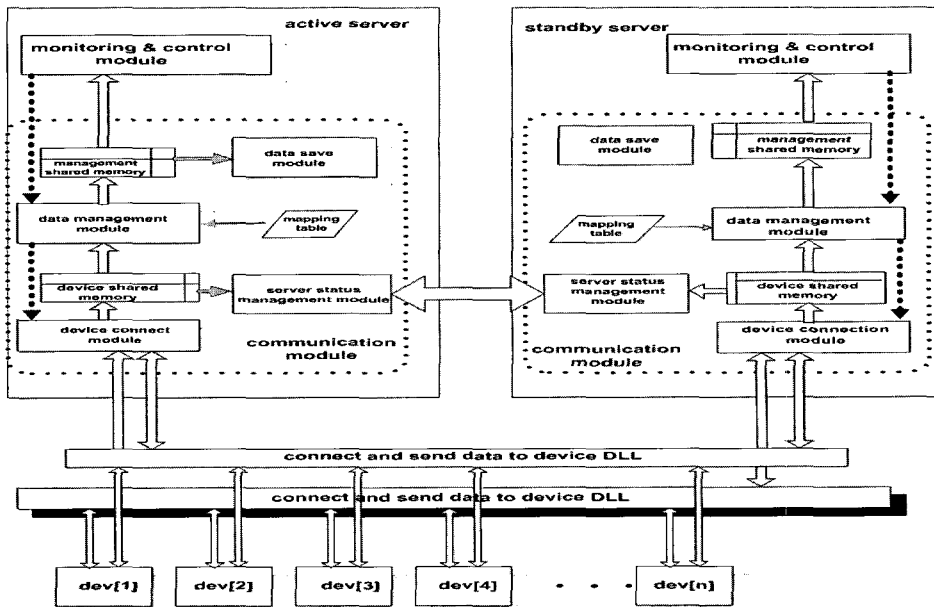 active server
monitoring & control
module
management
shared memory
data save
module
data management
module
mapping
table
device shared
memory
server status
management module
device connect
module
communication
module
standby server
monitoring & control
module
data save
module
management
shared memory
mapping
table
data management
module
server status
management
module
device shared
memory
device connection
module
communication
module
connect and send data to device DLL
connect and send data to device DLL
dev[1]
dev[2]
dev[3]
dev[4]
. . .
dev[n]